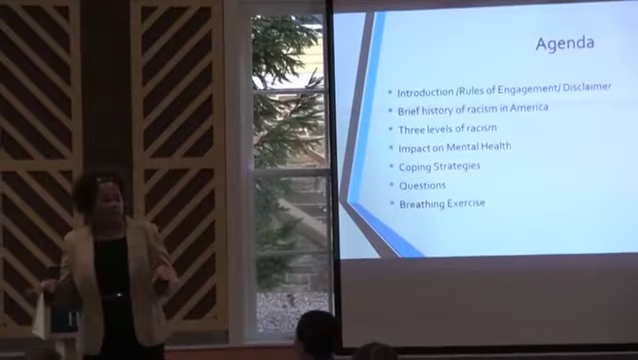 Agenda
Introduction /Rules of Engagement/ Disclaimer
Brief history of racism in America
Three levels of racism
Impact on Mental Health
Coping Strategies
Questions
Breathing Exercise